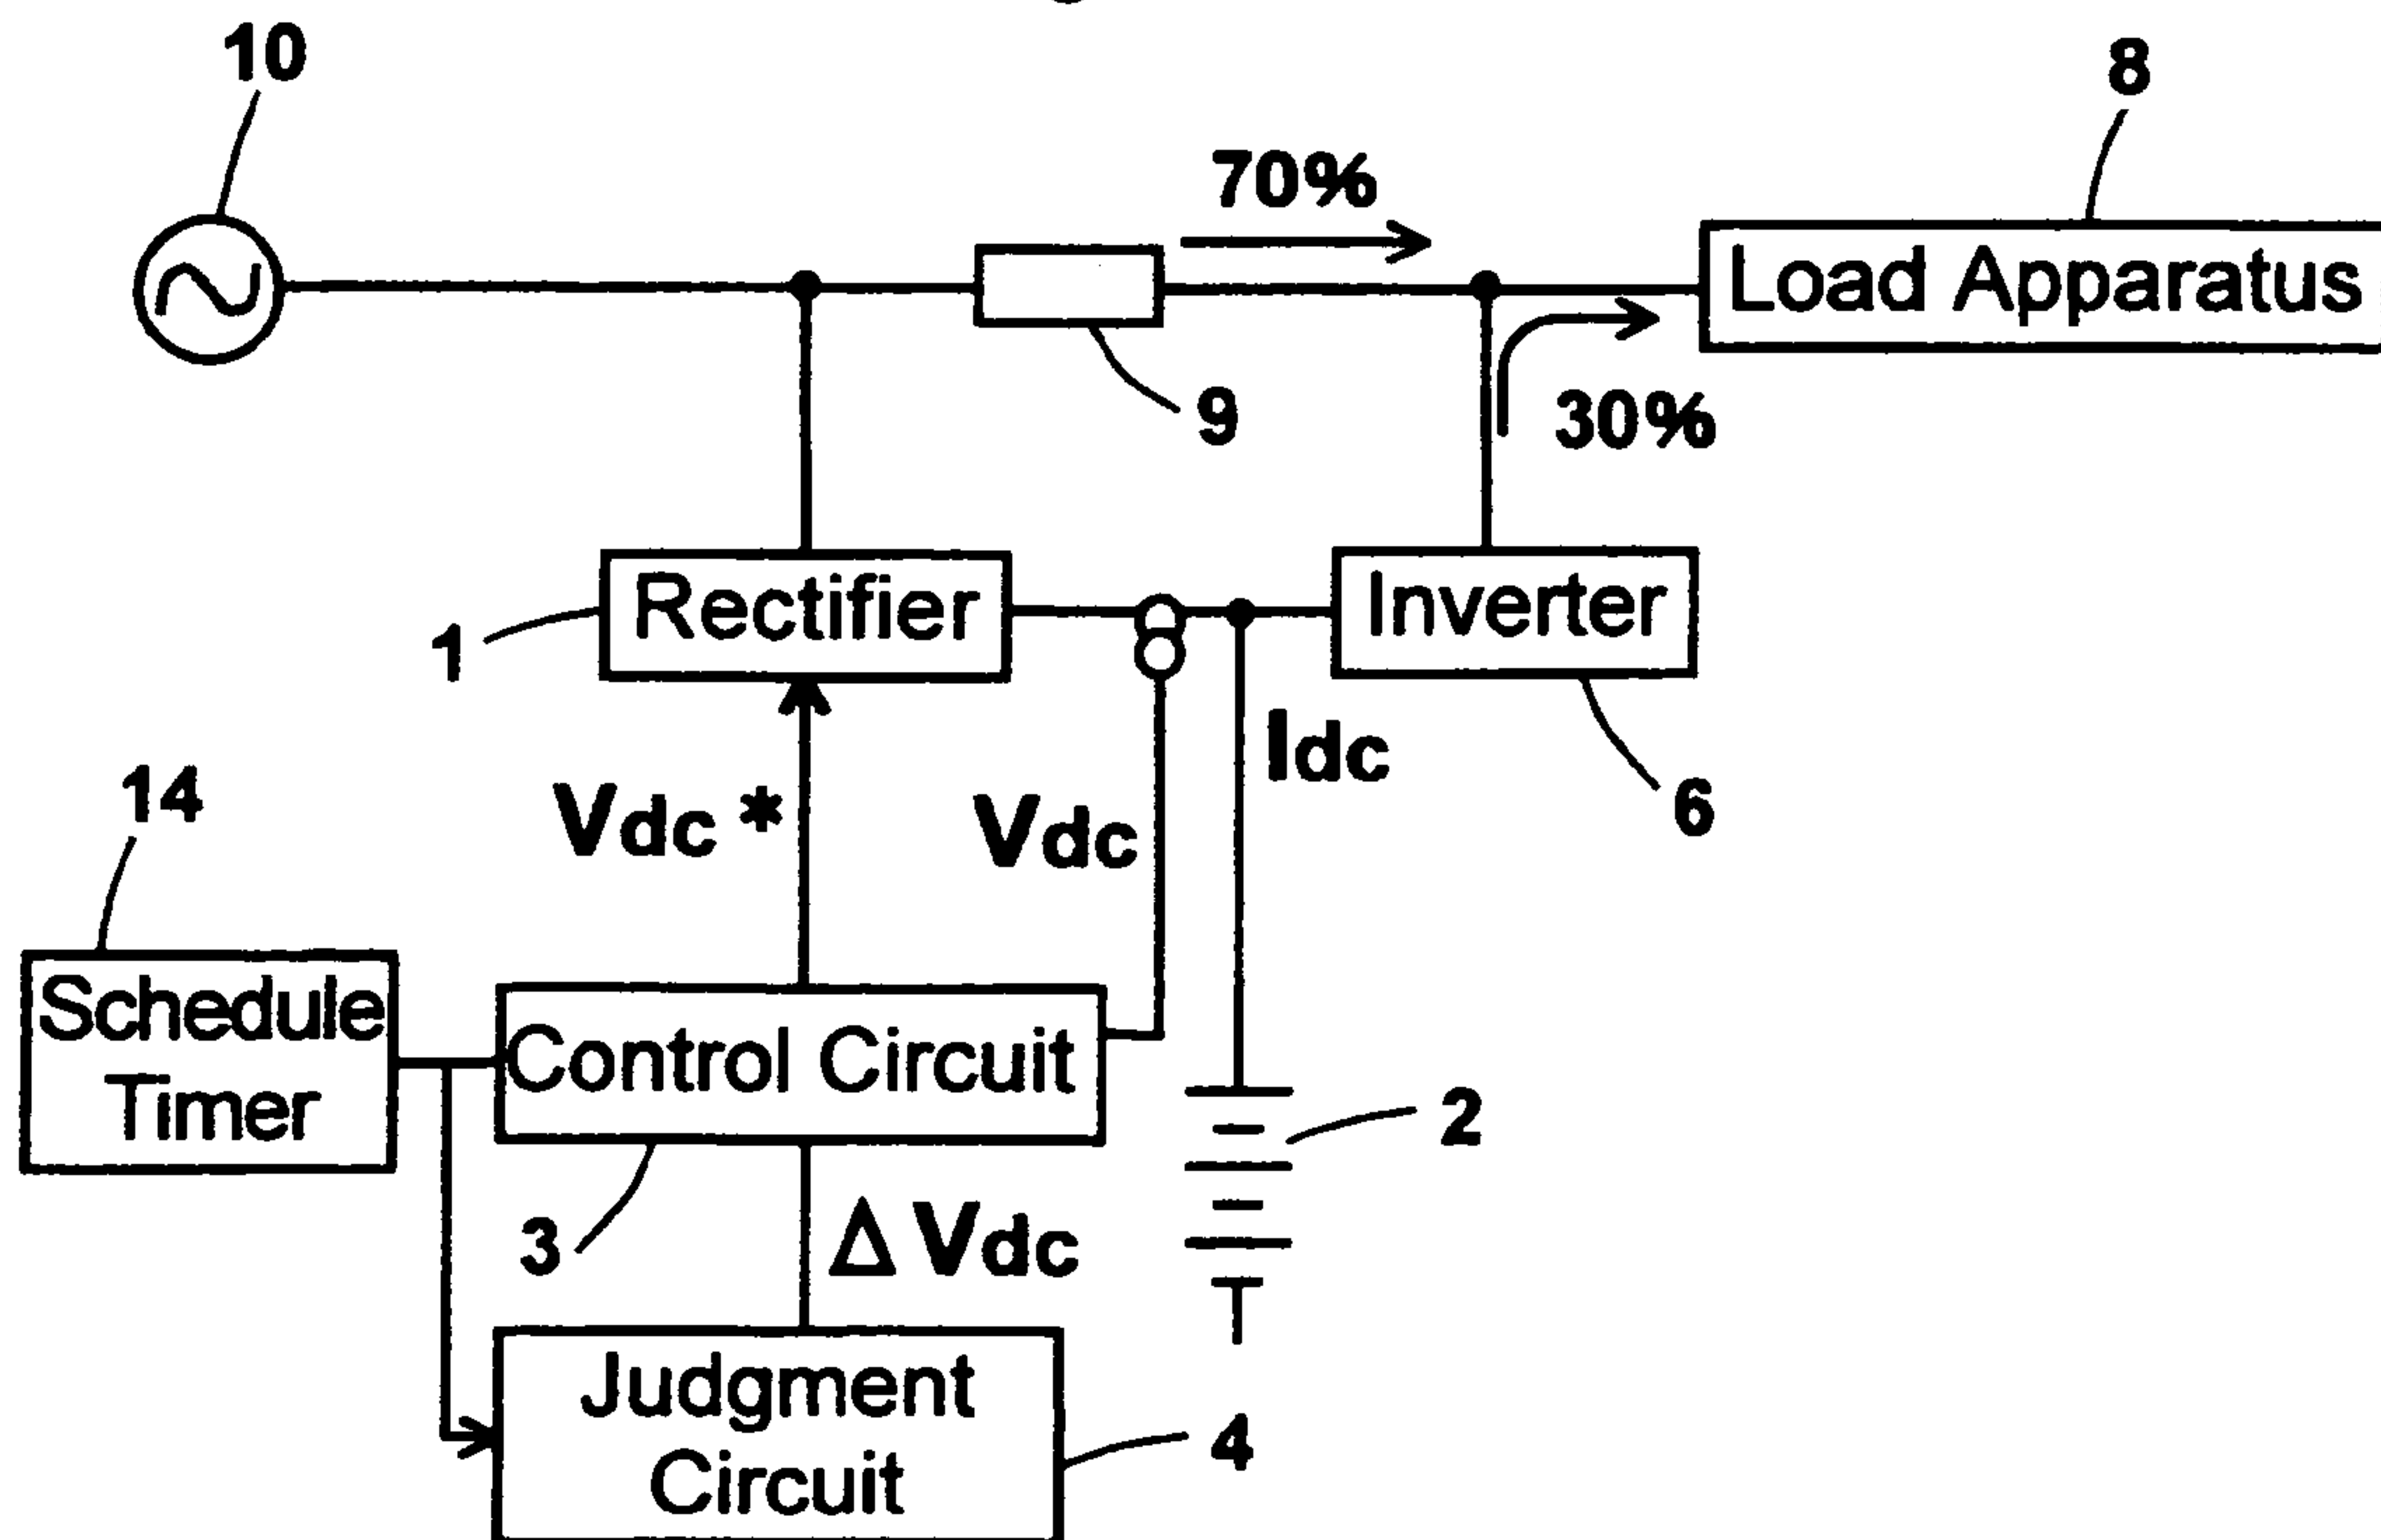 10
8
70%
Load Apparatus
9
30%
Rectifier
Inverter
1
Idc
14
Vdc *
Vdc
6
Schedule
Timer
Control Circuit
2
3
Δ Vdc
Judgment
Circuit
4